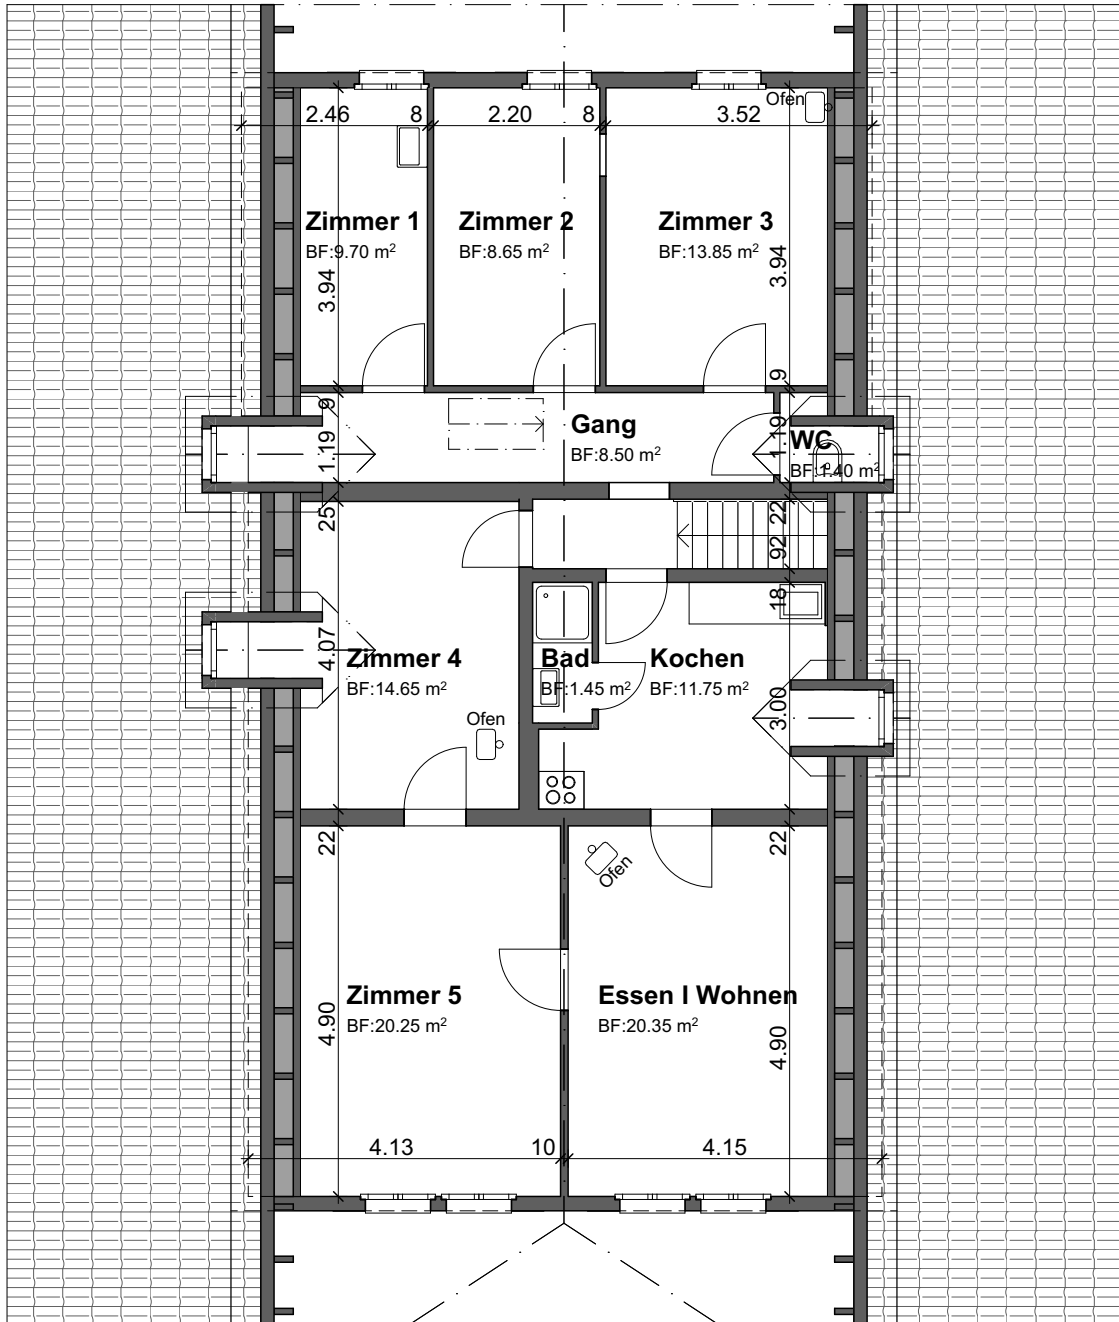 Ofen
2.46
8
2.20
8
3.52
Zimmer 1
BF:9.70 m²
Zimmer 2
BF:8.65 m²
Zimmer 3
BF:13.85 m²
3.94
3.94
9
9
Gang
BF:8.50 m²
1.19
1.19
WC
BF:1.40 m²
25
22
92
18
4.07
Zimmer 4
BF:14.65 m²
Bad
BF:1.45 m²
Kochen
BF:11.75 m²
3.00
Ofen
22
22
Ofen
Zimmer 5
BF:20.25 m²
Essen I Wohnen
BF:20.35 m²
4.90
4.90
4.13
10
4.15